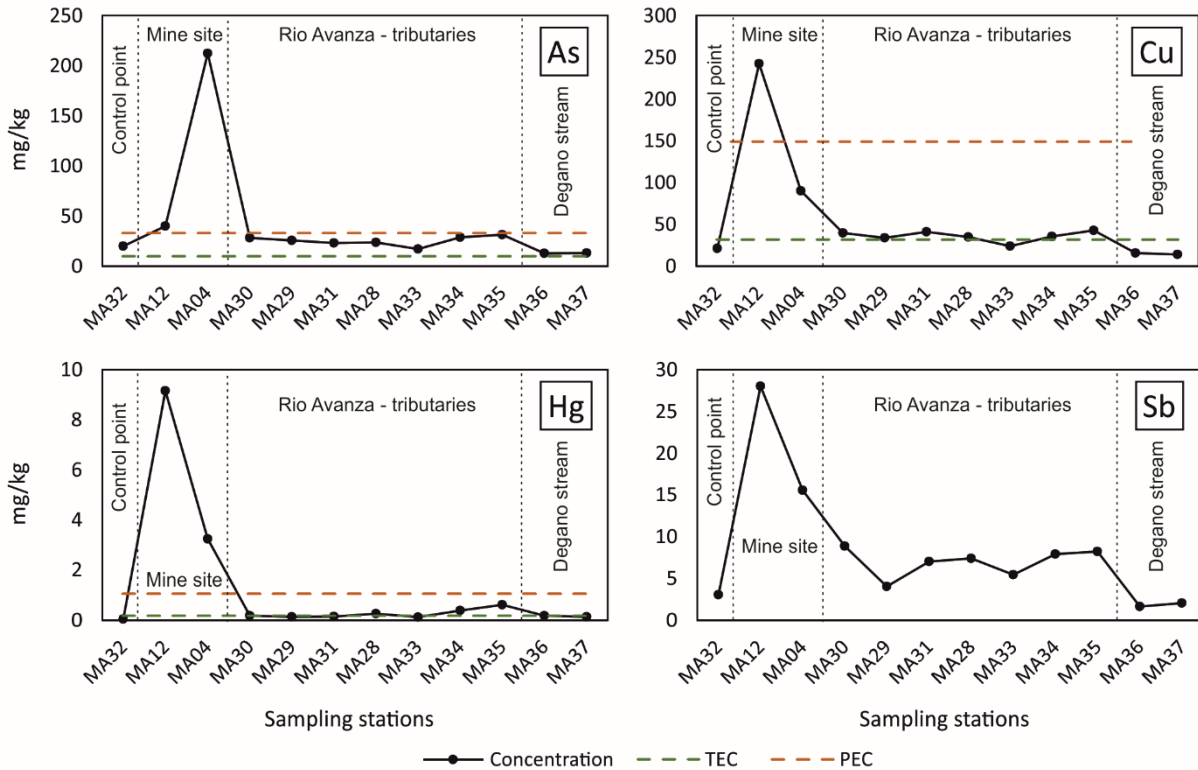 250
200
150
100
50
0
mg/kg
Control point
Mine site
Rio Avanza - tributaries
As
Degano stream
MA32
MA12
MA04
MA30
MA29
MA31
MA28
MA33
MA34
MA35
MA36
MA37
300
250
200
150
100
50
0
Control point
Mine site
Rio Avanza - tributaries
Cu
Degano stream
MA32
MA12
MA04
MA30
MA29
MA31
MA28
MA33
MA34
MA35
MA36
MA37
10
8
6
4
2
0
mg/kg
Control point
Mine site
Rio Avanza - tributaries
Hg
Degano stream
MA32
MA12
MA04
MA30
MA29
MA31
MA28
MA33
MA34
MA35
MA36
MA37
Sampling stations
30
25
20
15
10
5
0
Control point
Mine site
Rio Avanza - tributaries
Sb
Degano stream
MA32
MA12
MA04
MA30
MA29
MA31
MA28
MA33
MA34
MA35
MA36
MA37
Sampling stations
Concentration
TEC
PEC